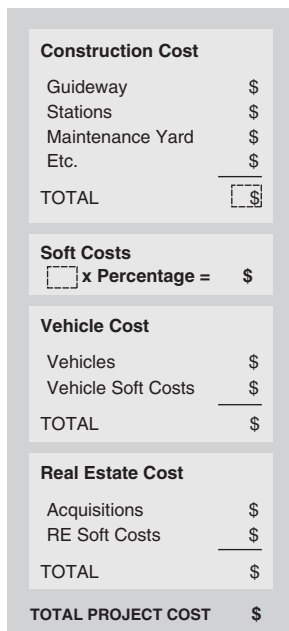 Construction Cost
Guideway $
Stations $
Maintenance Yard $
Etc. $
TOTAL $
Soft Costs
x Percentage = $
Vehicle Cost
Vehicles $
Vehicle Soft Costs $
TOTAL $
Real Estate Cost
Acquisitions $
RE Soft Costs $
TOTAL $
TOTAL PROJECT COST $